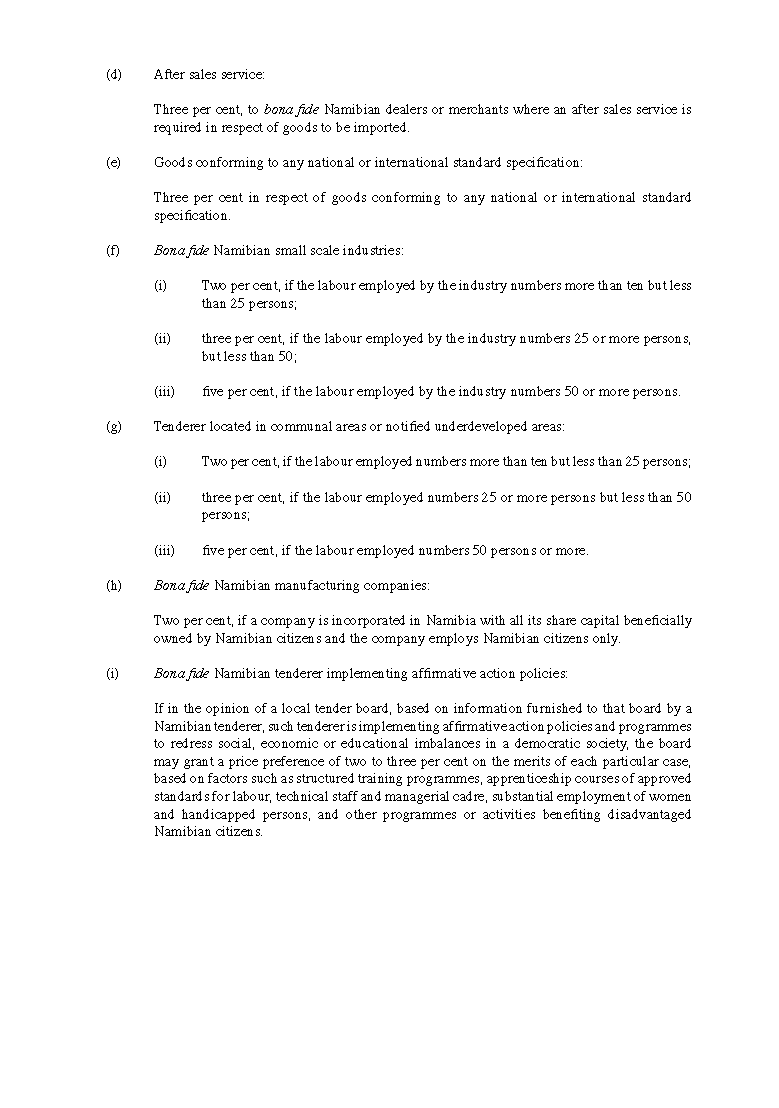 (d) After sales service:
Three per cent, to bona fide Namibian dealers or merchants where an after sales service is
required in respect of goods to be imported.
(e) Goods conforming to any national or international standard specification:
Three per cent in respect of goods conforming to any national or international standard
specification.
(f) Bona fide Namibian small scale industries:
(i) Two per cent, if the labour employed by the industry numbers more than ten but less
than 25 persons;
(ii) three per cent, if the labour employed by the industry numbers 25 or more persons,
but less than 50;
(iii) five per cent, if the labour employed by the industry numbers 50 or more persons.
(g) Tenderer located in communal areas or notified underdeveloped areas:
(i) Two per cent, if the labour employed numbers more than ten but less than 25 persons;
(ii) three per cent, if the labour employed numbers 25 or more persons but less than 50
persons;
(iii) five per cent, if the labour employed numbers 50 persons or more.
(h) Bona fide Namibian manufacturing companies:
Two per cent, if a company is incorporated in Namibia with all its share capital beneficially
owned by Namibian citizens and the company employs Namibian citizens only.
(i) Bona fide Namibian tenderer implementing affirmative action policies:
If in the opinion of a local tender board, based on information furnished to that board by a
Namibian tenderer, such tenderer is implementing affirmative action policies and programmes
to redress social, economic or educational imbalances in a democratic society, the board
may grant a price preference of two to three per cent on the merits of each particular case,
based on factors such as structured training programmes, apprenticeship courses of approved
standards for labour, technical staff and managerial cadre, substantial employment of women
and handicapped persons, and other programmes or activities benefiting disadvantaged
Namibian citizens.